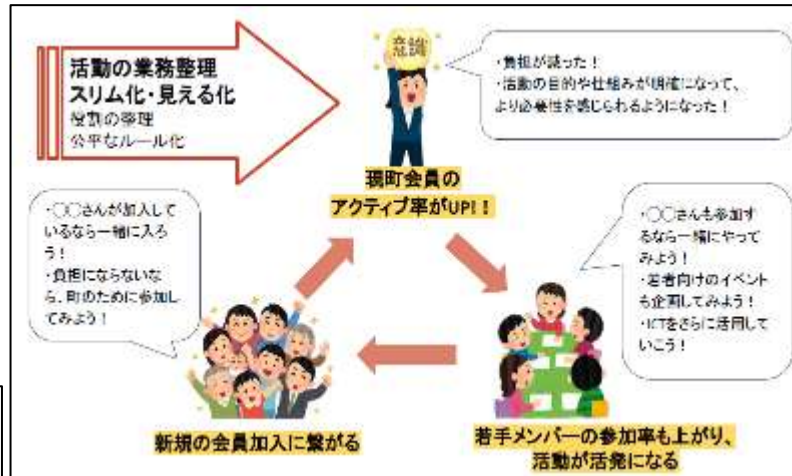 活動の業務整理
スリム化・見える化
役割の整理
公平なルール化
意識
・負担が減った！
・活動の目的や仕組みが明確になって、
より必要性を感じられるようになった！
現町会員の
アクティブ率がUP！！
・〇〇さんが加入して
いるなら一緒に入ろ
う！
・負担にならないな
ら、町のために参加し
てみよう！
・〇〇さんも参加す
るなら一緒にやって
みよう！
・若者向けのイベント
も企画してみよう！
・ICTをさらに活用して
いこう！
新規の会員加入に繋がる
若手メンバーの参加率も上がり、
活動が活発になる